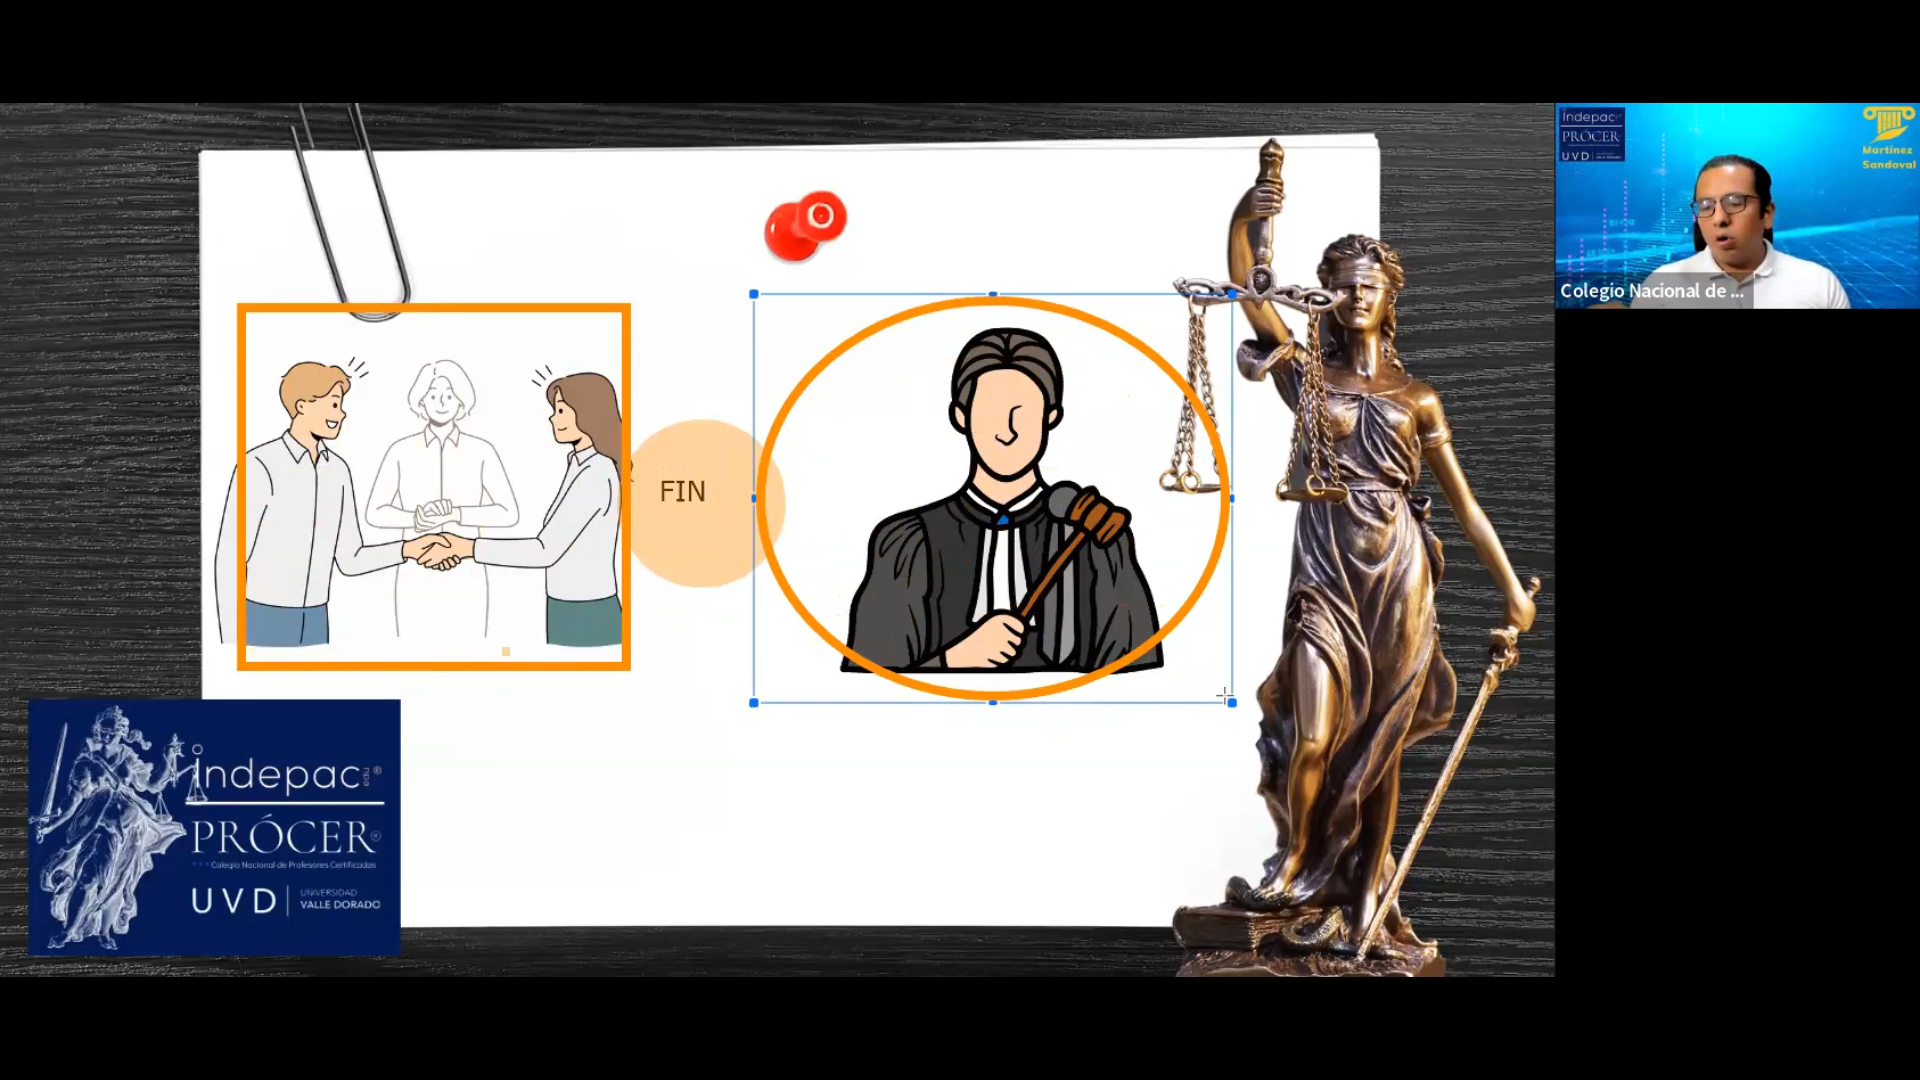 FIN
indepac
PRÓCER
Colegio Nacional de Profesores Certificados
UVD | UNIVERSIDAD
VALLE DORADO
indepac
PRÓCER
UVD
Martínez
Sandoval
Colegio Nacional de ...